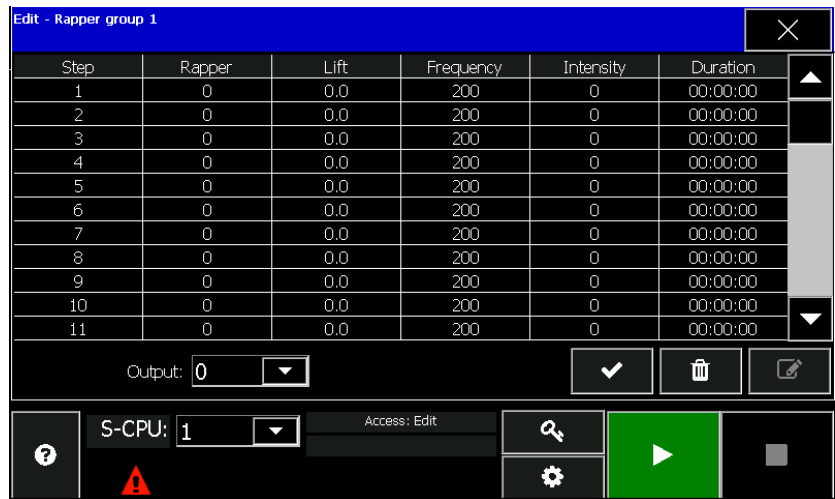 Edit - Rapper group 1
Step Rapper Lift Frequency Intensity Duration
1 0 0.0 200 0 00:00:00
2 0 0.0 200 0 00:00:00
3 0 0.0 200 0 00:00:00
4 0 0.0 200 0 00:00:00
5 0 0.0 200 0 00:00:00
6 0 0.0 200 0 00:00:00
7 0 0.0 200 0 00:00:00
8 0 0.0 200 0 00:00:00
9 0 0.0 200 0 00:00:00
10 0 0.0 200 0 00:00:00
11 0 0.0 200 0 00:00:00
Output: 0
S-CPU: 1 Access: Edit